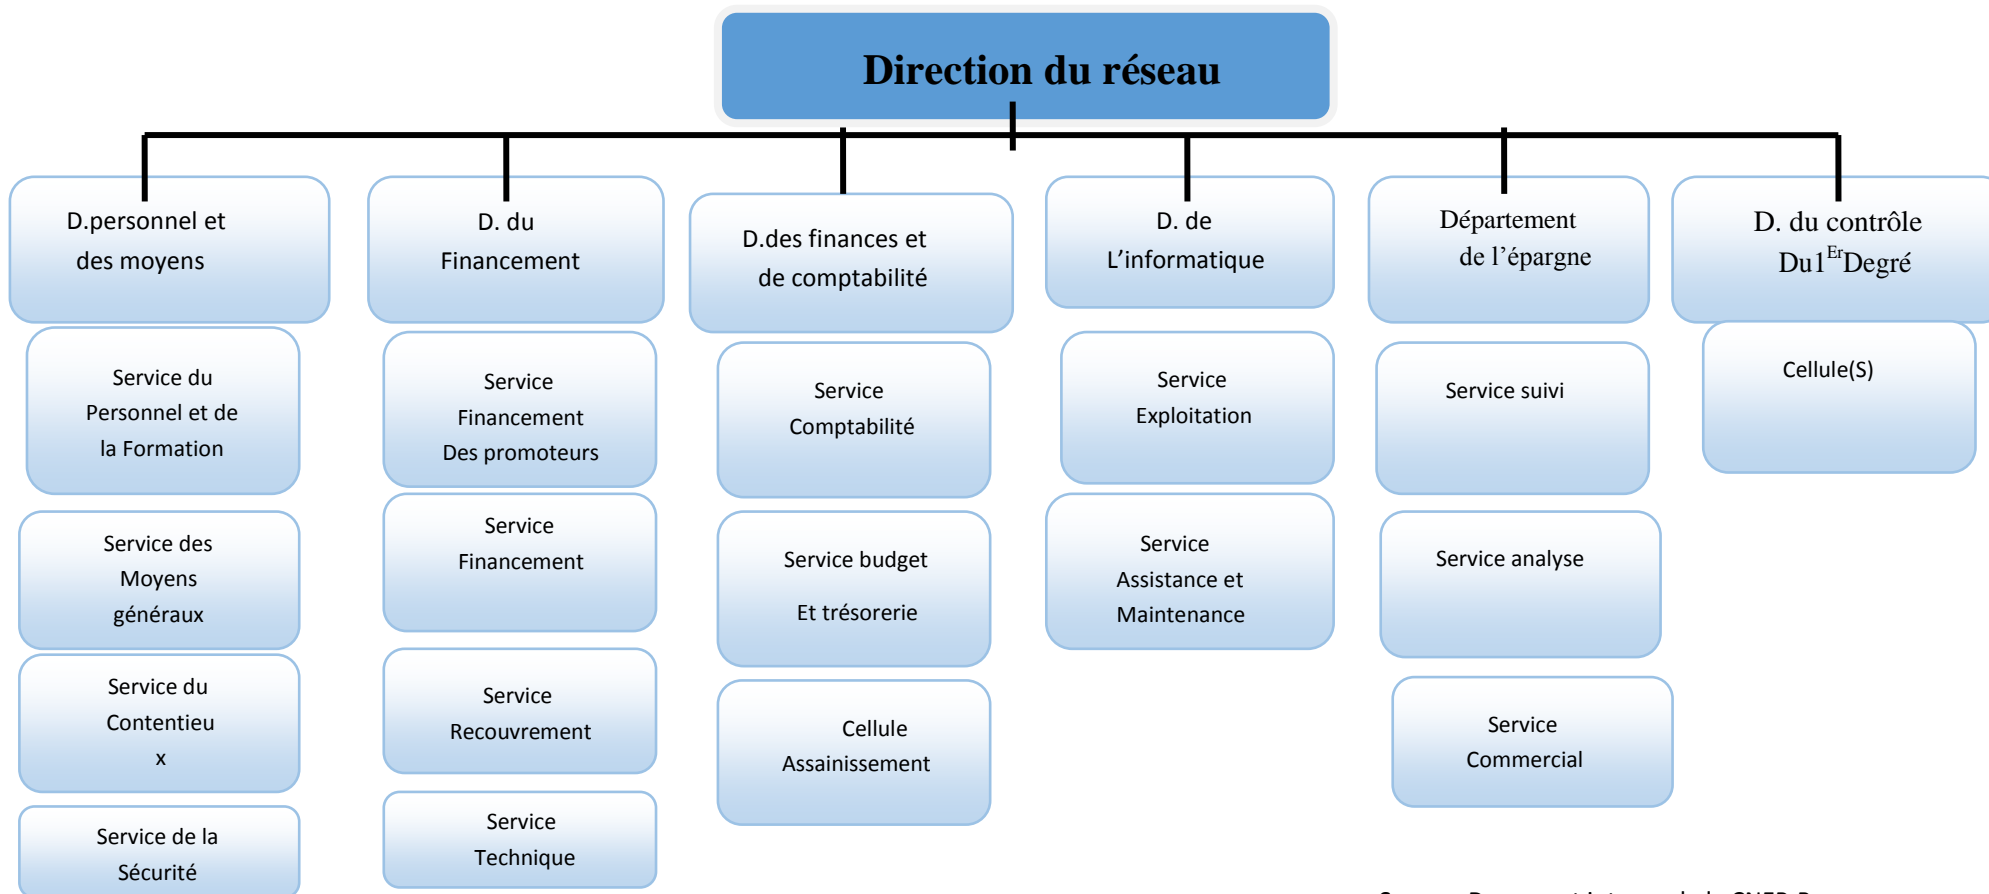 Direction du réseau
D.personnel et
des moyens
Service du
Personnel et de
la Formation
Service des
Moyens
généraux
Service du
Contentieu
x
Service de la
Sécurité
D. du
Financement
Service
Financement
Des promoteurs
Service
Financement
Service
Recouvrement
Service
Technique
D.des finances et
de comptabilité
Service
Comptabilité
Service budget
Et trésorerie
Cellule
Assainissement
D. de
L’informatique
Service
Exploitation
Service
Assistance et
Maintenance
Département
de l’épargne
Service suivi
Service analyse
Service
Commercial
D. du contrôle
Du1ErDegré
Cellule(S)